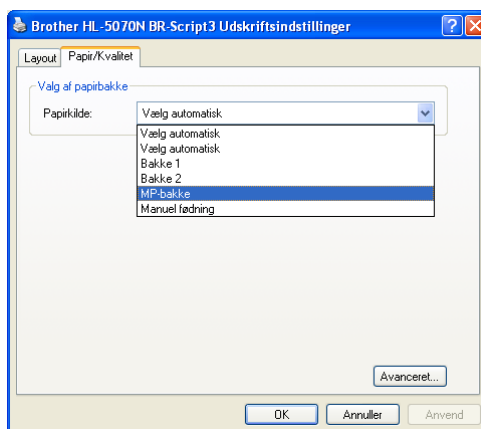 Brother HL-5070N BR-Script3 Udskriftsindstillinger
Layout Papir/Kvalitet
Valg af papirbakke
Papirkilde: Vælg automatisk
Vælg automatisk
Vælg automatisk
Bakke 1
Bakke 2
MP-bakke
Manuel fødning
Avanceret...
OK Annuller Anvend